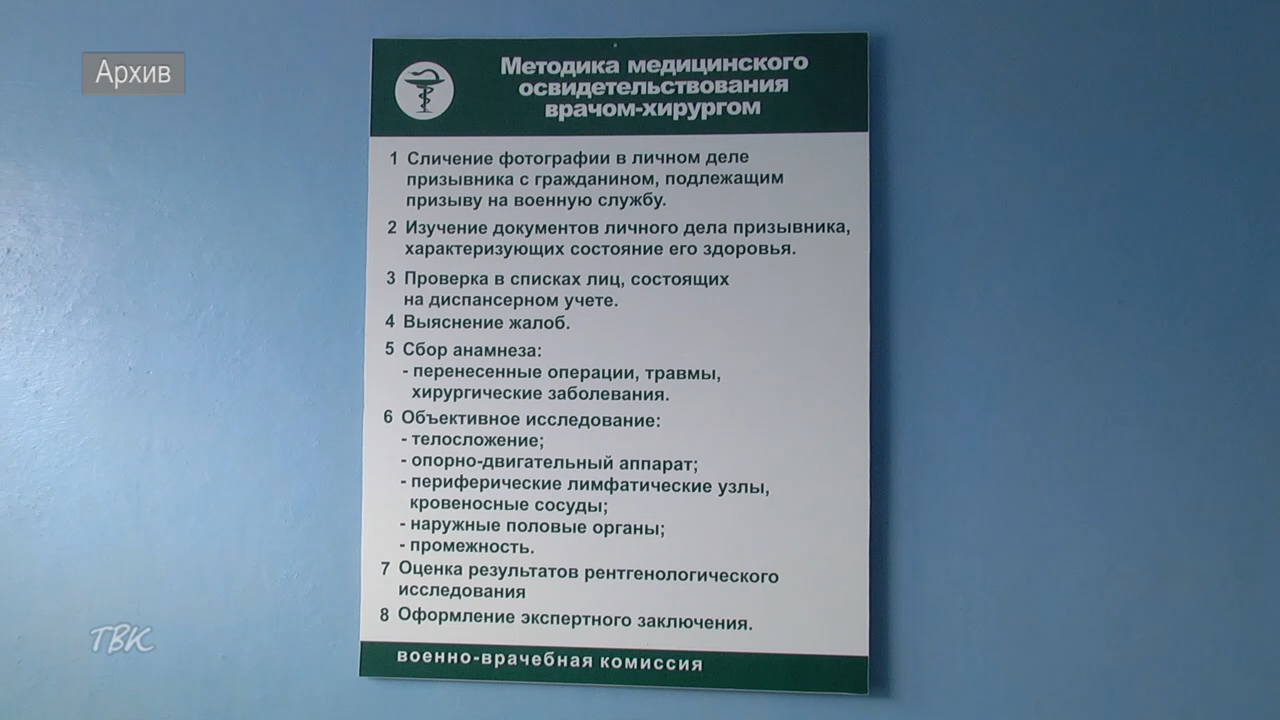 Архив
Методика медицинского
освидетельствования
врачом-хирургом
1 Сличение фотографии в личном деле
призывника с гражданином, подлежащим
призыву на военную службу.
2 Изучение документов личного дела призывника,
характеризующих состояние его здоровья.
3 Проверка в списках лиц, состоящих
на диспансерном учете.
4 Выяснение жалоб.
5 Сбор анамнеза:
- перенесенные операции, травмы,
хирургические заболевания.
6 Объективное исследование:
- телосложение;
- опорно-двигательный аппарат;
- периферические лимфатические узлы,
кровеносные сосуды;
- наружные половые органы;
- промежность.
7 Оценка результатов рентгенологического
исследования
8 Оформление экспертного заключения.
военно-врачебная комиссия
ТВК